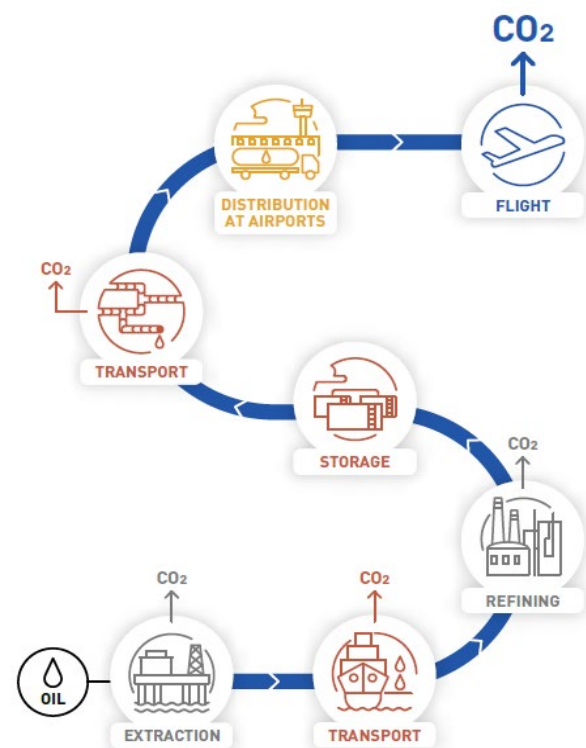 CO₂
DISTRIBUTION
AT AIRPORTS
FLIGHT
CO₂
TRANSPORT
STORAGE
CO₂
REFINING
CO₂
CO₂
OIL
EXTRACTION
TRANSPORT